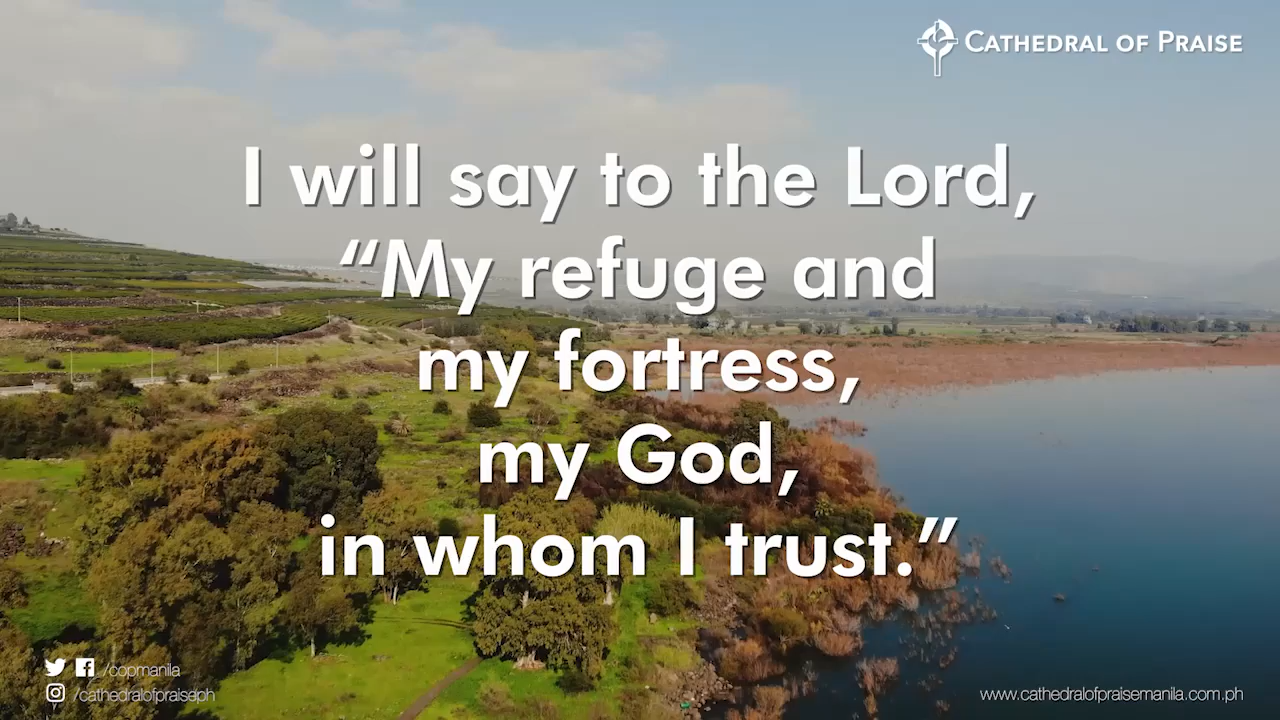 CATHEDRAL OF PRAISE
I will say to the Lord,
“My refuge and
my fortress,
my God,
in whom I trust.”
/copmanila
/cathedralofpraiseph
www.cathedralofpraisemanila.com.ph